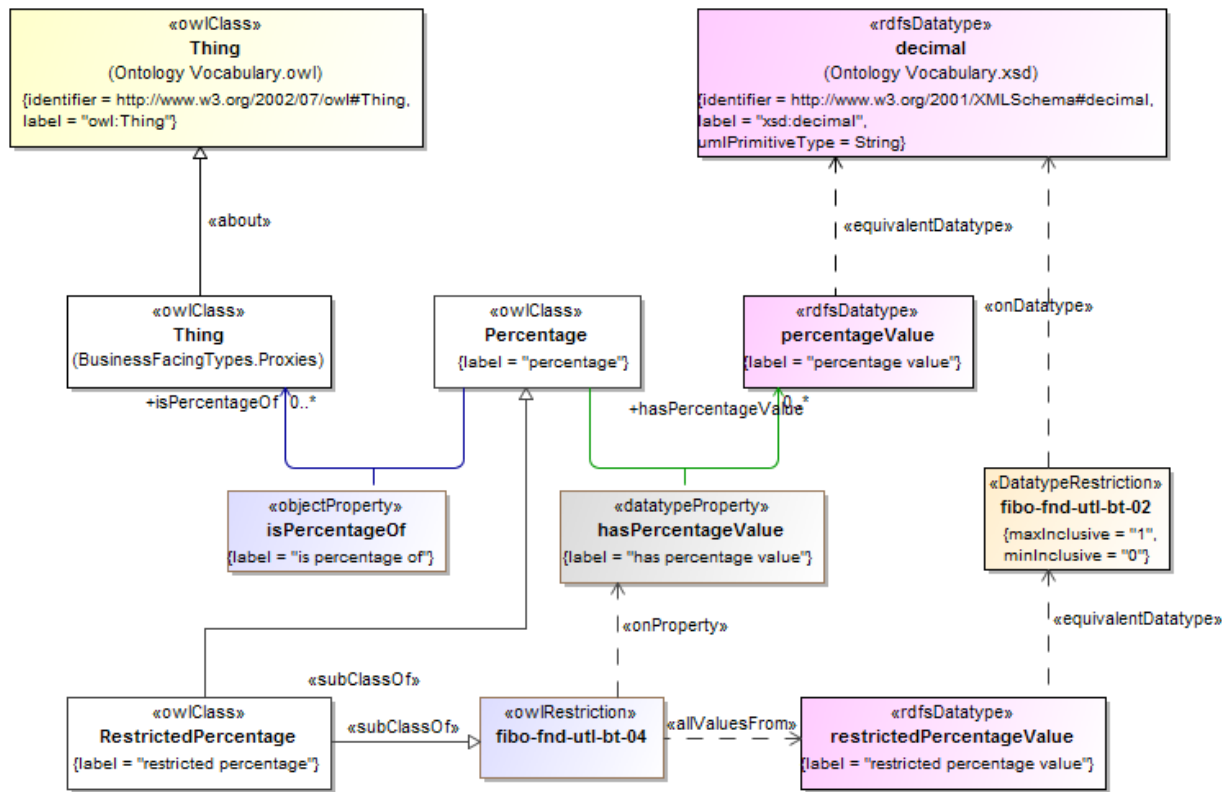 «owlClass»
Thing
(Ontology Vocabulary.owl)
{identifier = http://www.w3.org/2002/07/owl#Thing,
label = "owl:Thing"}
«rdfsDatatype»
decimal
(Ontology Vocabulary.xsd)
{identifier = http://www.w3.org/2001/XMLSchema#decimal,
label = "xsd:decimal",
umlPrimitiveType = String}
«about»
«equivalentDatatype»
«onDatatype»
«owlClass»
Thing
(BusinessFacingTypes.Proxies)
«owlClass»
Percentage
{label = "percentage"}
«rdfsDatatype»
percentageValue
{label = "percentage value"}
+isPercentageOf 0..*
+hasPercentageValue 0..*
«objectProperty»
isPercentageOf
{label = "is percentage of"}
«datatypeProperty»
hasPercentageValue
{label = "has percentage value"}
«DatatypeRestriction»
fibo-fnd-utl-bt-02
{maxInclusive = "1",
minInclusive = "0"}
«onProperty»
«equivalentDatatype»
«subClassOf»
«owlClass»
RestrictedPercentage
{label = "restricted percentage"}
«subClassOf»
«owlRestriction»
fibo-fnd-utl-bt-04
«allValuesFrom»
«rdfsDatatype»
restrictedPercentageValue
{label = "restricted percentage value"}